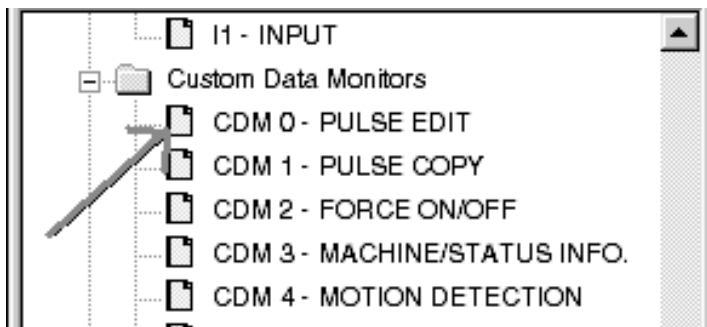 I1 - INPUT
Custom Data Monitors
CDM 0 - PULSE EDIT
CDM 1 - PULSE COPY
CDM 2 - FORCE ON/OFF
CDM 3 - MACHINE/STATUS INFO.
CDM 4 - MOTION DETECTION